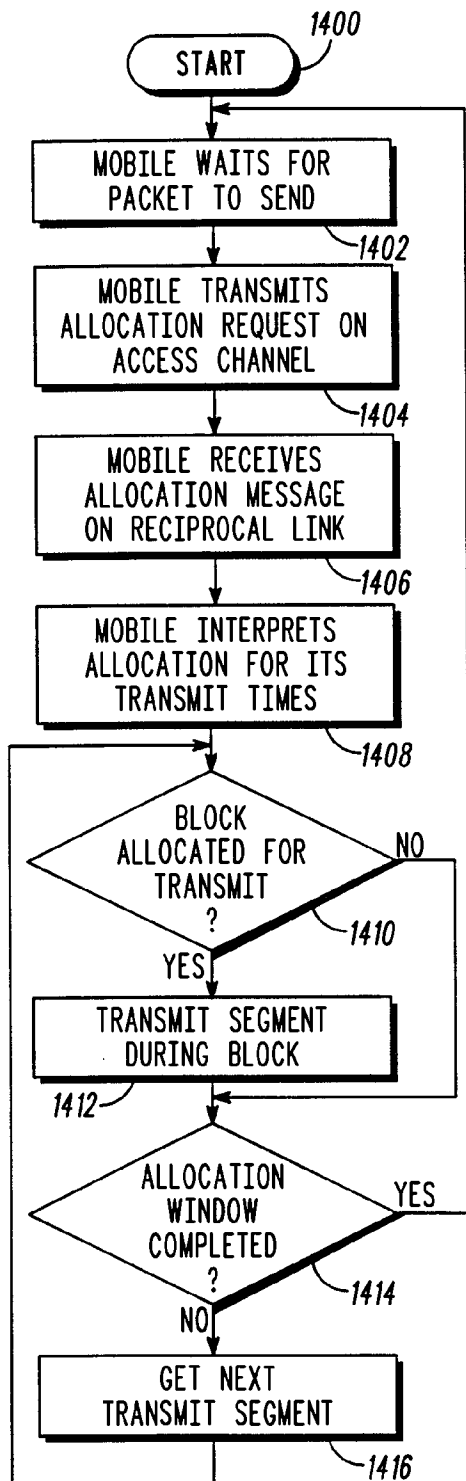 1400
START
MOBILE WAITS FOR
PACKET TO SEND
1402
MOBILE TRANSMITS
ALLOCATION REQUEST ON
ACCESS CHANNEL
1404
MOBILE RECEIVES
ALLOCATION MESSAGE
ON RECIPROCAL LINK
1406
MOBILE INTERPRETS
ALLOCATION FOR ITS
TRANSMIT TIMES
1408
BLOCK
ALLOCATED FOR
TRANSMIT
?
NO
1410
YES
TRANSMIT SEGMENT
DURING BLOCK
1412
ALLOCATION
WINDOW
COMPLETED
?
YES
1414
NO
GET NEXT
TRANSMIT SEGMENT
1416